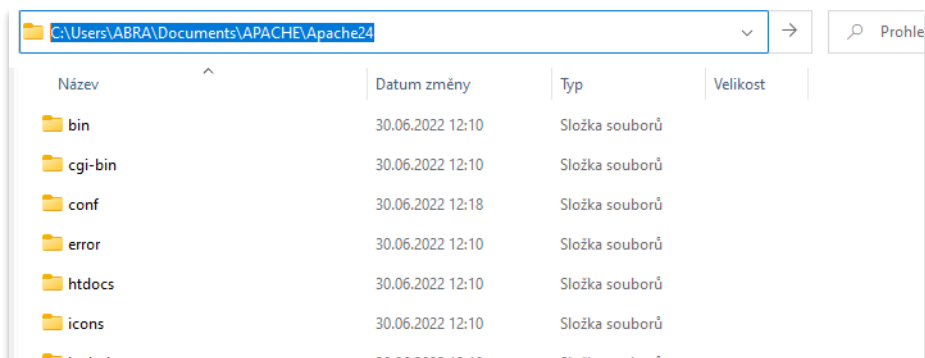 C:\Users\ABRA\Documents\APACHE\Apache24 Prohle
Název Datum změny Typ Velikost
bin 30.06.2022 12:10 Složka souborů
cgi-bin 30.06.2022 12:10 Složka souborů
conf 30.06.2022 12:18 Složka souborů
error 30.06.2022 12:10 Složka souborů
htdocs 30.06.2022 12:10 Složka souborů
icons 30.06.2022 12:10 Složka souborů